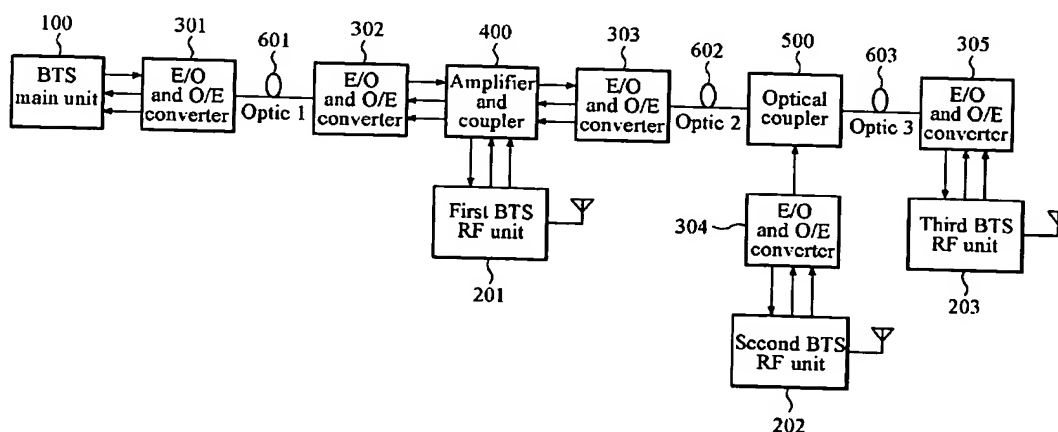 100
301
601
302
400
303
602
500
603
305
BTS
main unit
E/O
and O/E
converter
Optic 1
E/O
and O/E
converter
Amplifier
and
coupler
E/O
and O/E
converter
Optic 2
Optical
coupler
Optic 3
E/O
and O/E
converter
First BTS
RF unit
201
304
E/O
and O/E
converter
Third BTS
RF unit
203
Second BTS
RF unit
202